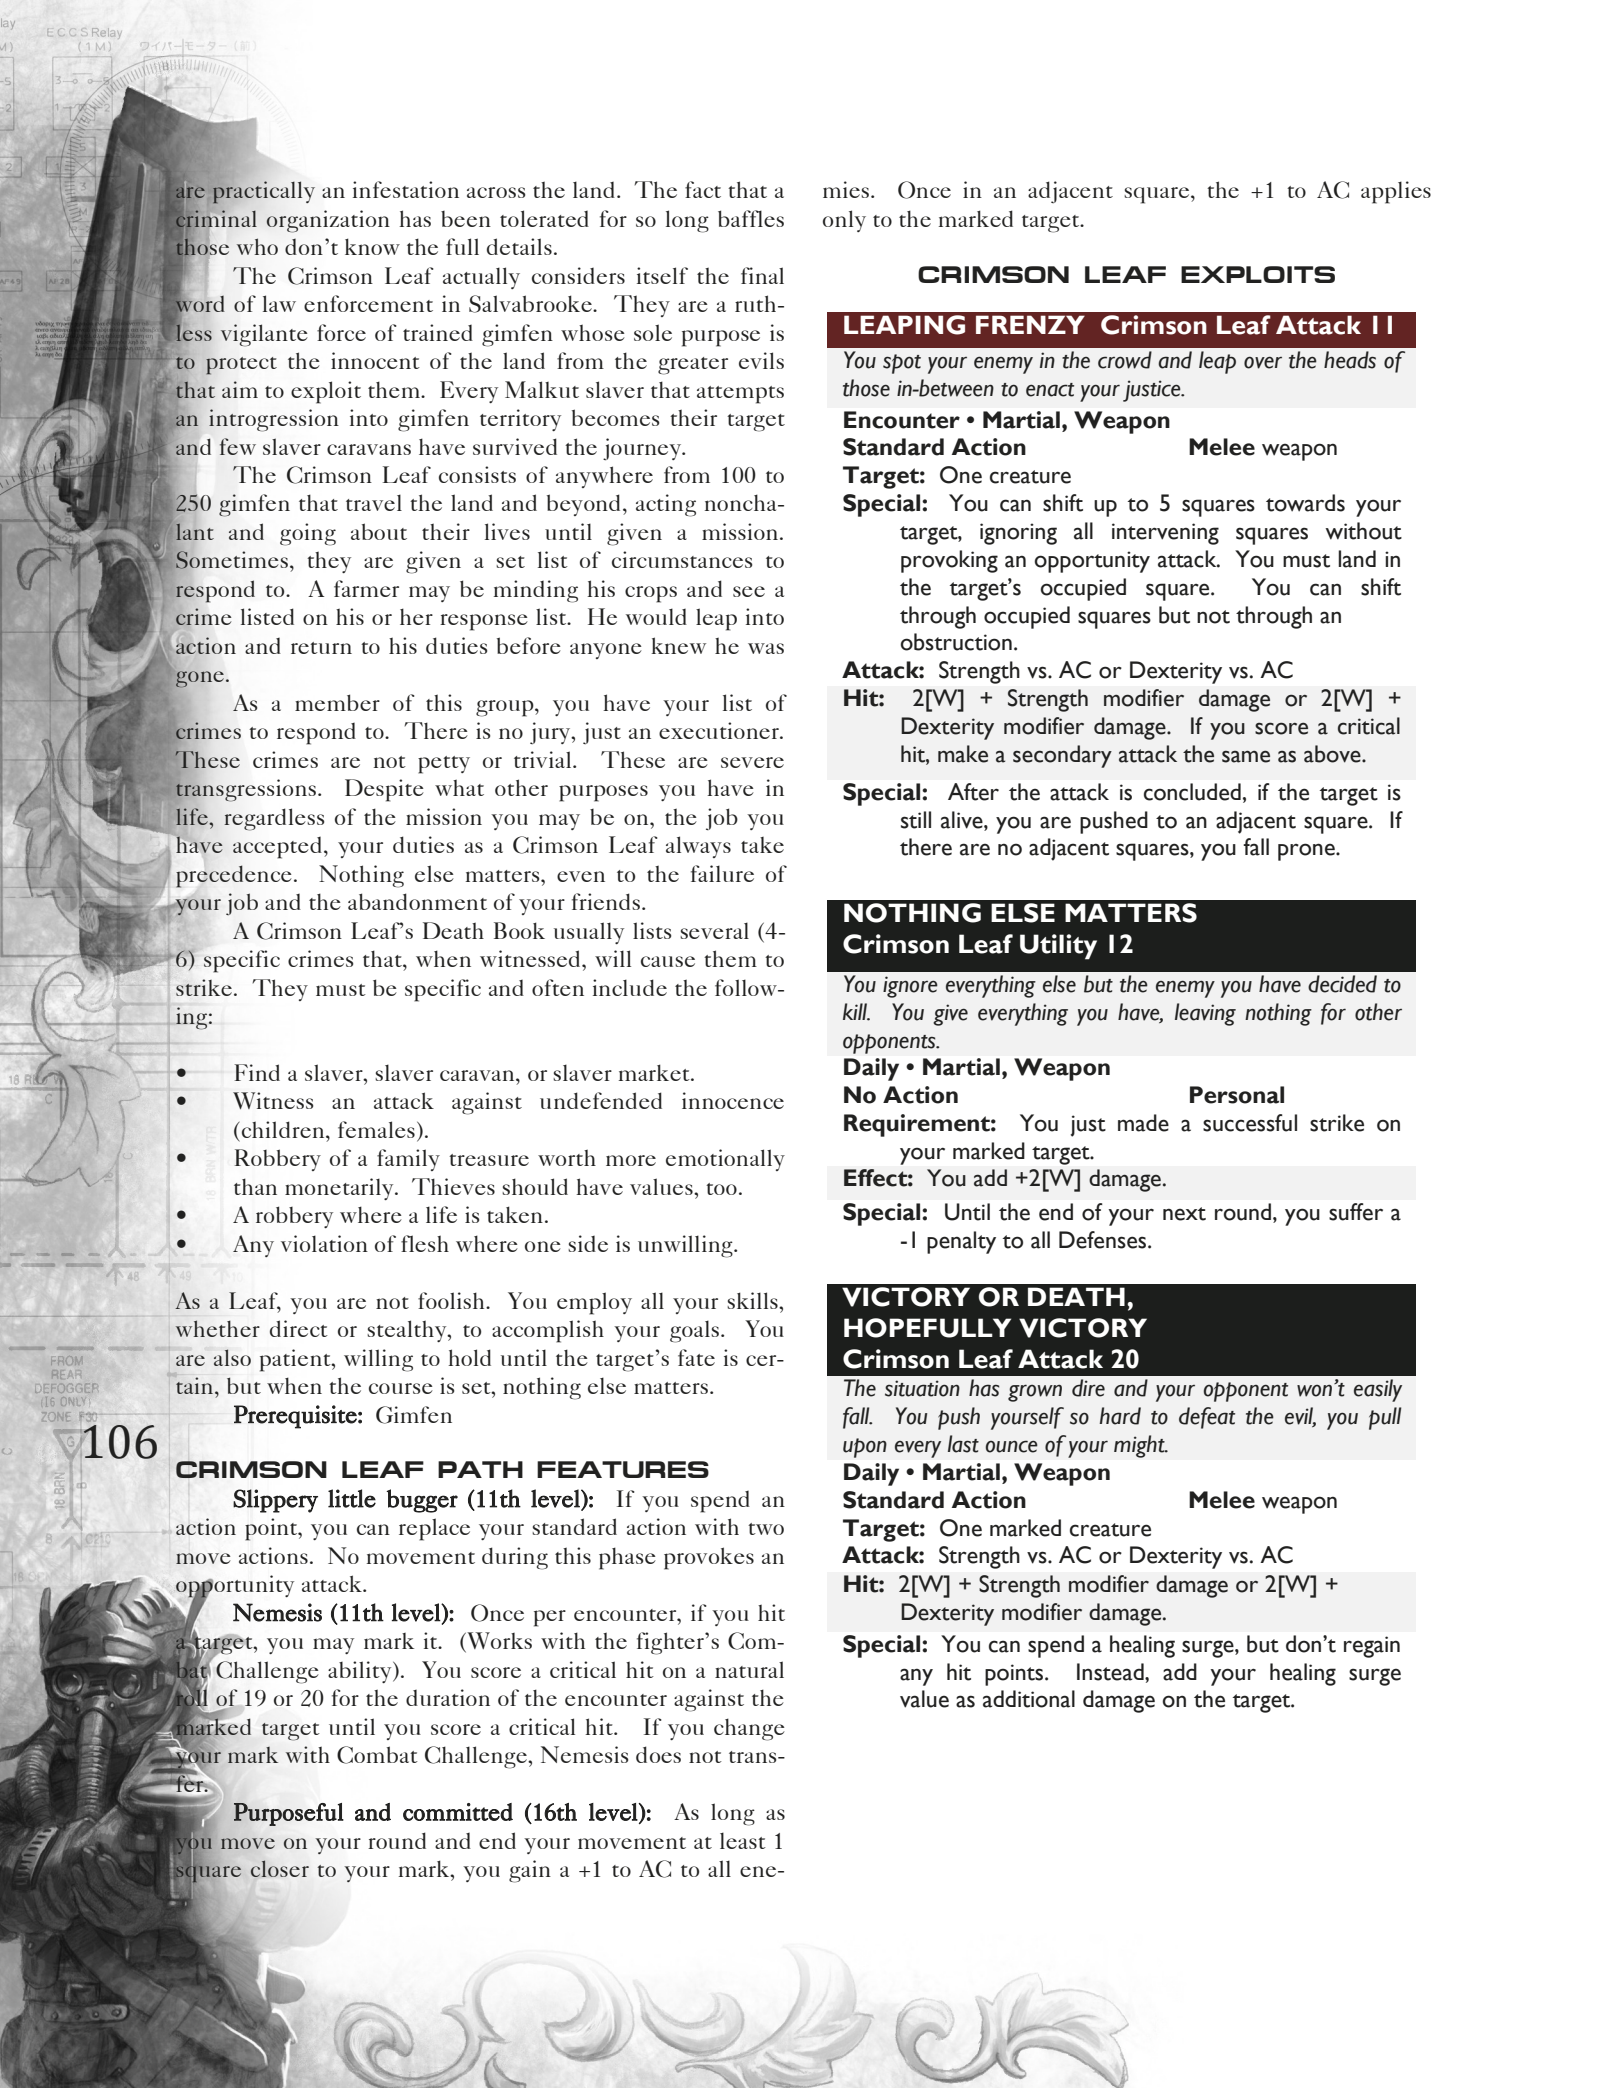 ECCS Relay
(1M)
ワイパーモーター (前)
are practically an infestation across the land. The fact that a
criminal organization has been tolerated for so long baffles
those who don't know the full details.
The Crimson Leaf actually considers itself the final
word of law enforcement in Salvabrooke. They are a ruth-
less vigilante force of trained gimfen whose sole purpose is
to protect the innocent of the land from the greater evils
that aim to exploit them. Every Malkut slaver that attempts
an introgression into gimfen territory becomes their target
and few slaver caravans have survived the journey.
The Crimson Leaf consists of anywhere from 100 to
250 gimfen that travel the land and beyond, acting noncha-
lant and going about their lives until given a mission.
Sometimes, they are given a set list of circumstances to
respond to. A farmer may be minding his crops and see a
crime listed on his or her response list. He would leap into
action and return to his duties before anyone knew he was
gone.
As a member of this group, you have your list of
crimes to respond to. There is no jury, just an executioner.
These crimes are not petty or trivial. These are severe
transgressions. Despite what other purposes you have in
life, regardless of the mission you may be on, the job you
have accepted, your duties as a Crimson Leaf always take
precedence. Nothing else matters, even to the failure of
your job and the abandonment of your friends.
A Crimson Leaf's Death Book usually lists several (4-
6) specific crimes that, when witnessed, will cause them to
strike. They must be specific and often include the follow-
ing:
• Find a slaver, slaver caravan, or slaver market.
• Witness an attack against undefended innocence
(children, females).
• Robbery of a family treasure worth more emotionally
than monetarily. Thieves should have values, too.
• A robbery where a life is taken.
• Any violation of flesh where one side is unwilling.
As a Leaf, you are not foolish. You employ all your skills,
whether direct or stealthy, to accomplish your goals. You
are also patient, willing to hold until the target's fate is cer-
tain, but when the course is set, nothing else matters.
Prerequisite: Gimfen
FROM
REAR
DEFOGGER
(16 ONLY)
ZONE F30
106
CRIMSON LEAF PATH FEATURES
Slippery little bugger (11th level): If you spend an
action point, you can replace your standard action with two
move actions. No movement during this phase provokes an
opportunity attack.
Nemesis (11th level): Once per encounter, if you hit
a target, you may mark it. (Works with the fighter's Com-
bat Challenge ability). You score a critical hit on a natural
roll of 19 or 20 for the duration of the encounter against the
marked target until you score a critical hit. If you change
your mark with Combat Challenge, Nemesis does not trans-
fer.
Purposeful and committed (16th level): As long as
you move on your round and end your movement at least 1
square closer to your mark, you gain a +1 to AC to all ene-
mies. Once in an adjacent square, the +1 to AC applies
only to the marked target.
CRIMSON LEAF EXPLOITS
LEAPING FRENZY Crimson Leaf Attack 11
You spot your enemy in the crowd and leap over the heads of
those in-between to enact your justice.
Encounter • Martial, Weapon
Standard Action Melee weapon
Target: One creature
Special: You can shift up to 5 squares towards your
target, ignoring all intervening squares without
provoking an opportunity attack. You must land in
the target's occupied square. You can shift
through occupied squares but not through an
obstruction.
Attack: Strength vs. AC or Dexterity vs. AC
Hit: 2[W] + Strength modifier damage or 2[W] +
Dexterity modifier damage. If you score a critical
hit, make a secondary attack the same as above.
Special: After the attack is concluded, if the target is
still alive, you are pushed to an adjacent square. If
there are no adjacent squares, you fall prone.
NOTHING ELSE MATTERS
Crimson Leaf Utility 12
You ignore everything else but the enemy you have decided to
kill. You give everything you have, leaving nothing for other
opponents.
Daily • Martial, Weapon
No Action Personal
Requirement: You just made a successful strike on
your marked target.
Effect: You add +2[W] damage.
Special: Until the end of your next round, you suffer a
-1 penalty to all Defenses.
VICTORY OR DEATH,
HOPEFULLY VICTORY
Crimson Leaf Attack 20
The situation has grown dire and your opponent won't easily
fall. You push yourself so hard to defeat the evil, you pull
upon every last ounce of your might.
Daily • Martial, Weapon
Standard Action Melee weapon
Target: One marked creature
Attack: Strength vs. AC or Dexterity vs. AC
Hit: 2[W] + Strength modifier damage or 2[W] +
Dexterity modifier damage.
Special: You can spend a healing surge, but don't regain
any hit points. Instead, add your healing surge
value as additional damage on the target.